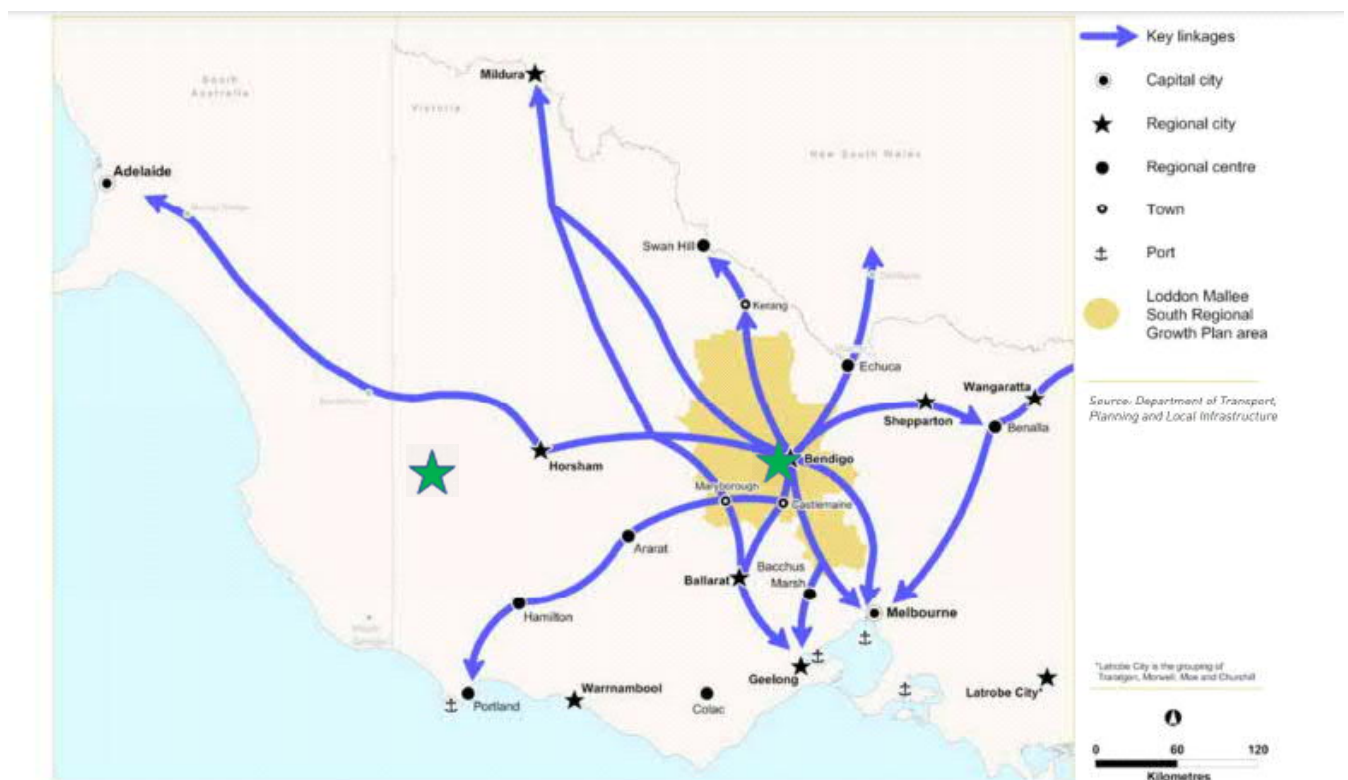 South
Australia
Victoria
New South Wales
Mildura
Adelaide
Swan Hill
Kerang
Echuca
Wangaratta
Shepparton
Benalla
Horsham
Bendigo
Maryborough
Castlemaine
Ararat
Ballarat
Bacchus
Marsh
Hamilton
Melbourne
Geelong
Portland
Warrnambool
Colac
Latrobe City*
Key linkages
Capital city
Regional city
Regional centre
Town
Port
Loddon Mallee
South Regional
Growth Plan area
Source: Department of Transport,
Planning and Local Infrastructure
*Latrobe City is the grouping of
Traralgon, Morwell, Moe and Churchill
0 60 120
Kilometres